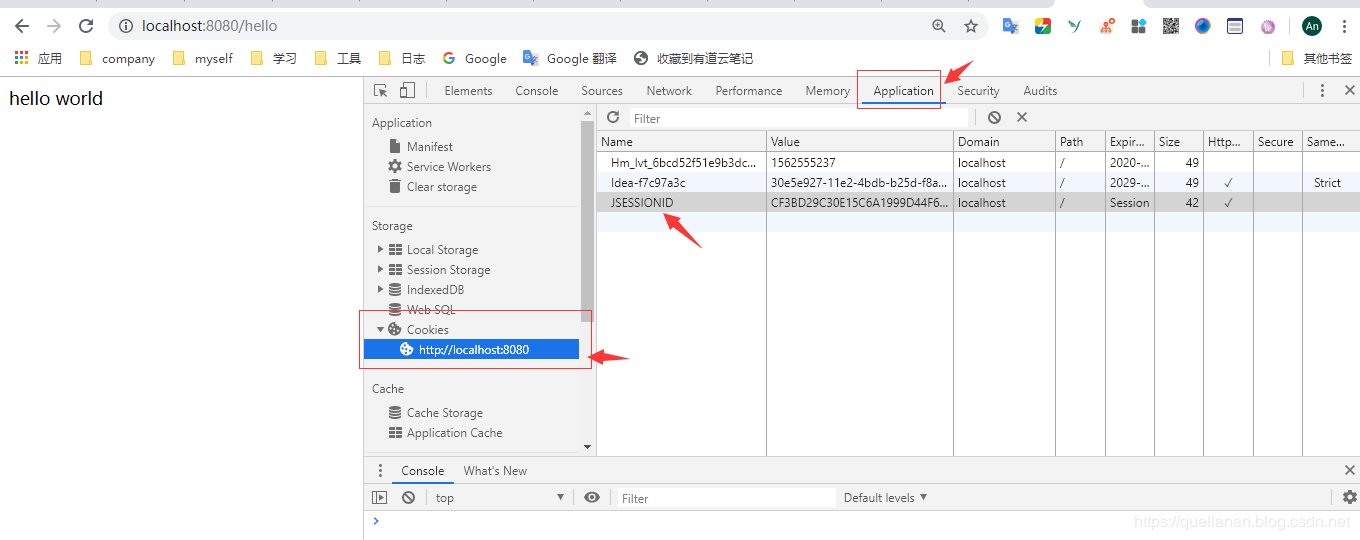 localhost:8080/hello
An
应用 company myself 学习 工具 日志 Google Google 翻译 收藏到有道云笔记 其他书签
hello world
Elements Console Sources Network Performance Memory Application Security Audits
Application
Manifest
Service Workers
Clear storage
Storage
Local Storage
Session Storage
IndexedDB
Web SQL
Cookies
http://localhost:8080
Cache
Cache Storage
Application Cache
Filter
Name Value Domain Path Expir... Size Http... Secure Same...
Hm_lvt_6bcd52f51e9b3dc... 1562555237 localhost / 2020-... 49
Idea-f7c97a3c 30e5e927-11e2-4bdb-b25d-f8a... localhost / 2029-... 49 ✓ Strict
JSESSIONID CF3BD29C30E15C6A1999D44F6... localhost / Session 42 ✓
Console What's New
top Filter Default levels
https://quellanan.blog.csdn.net